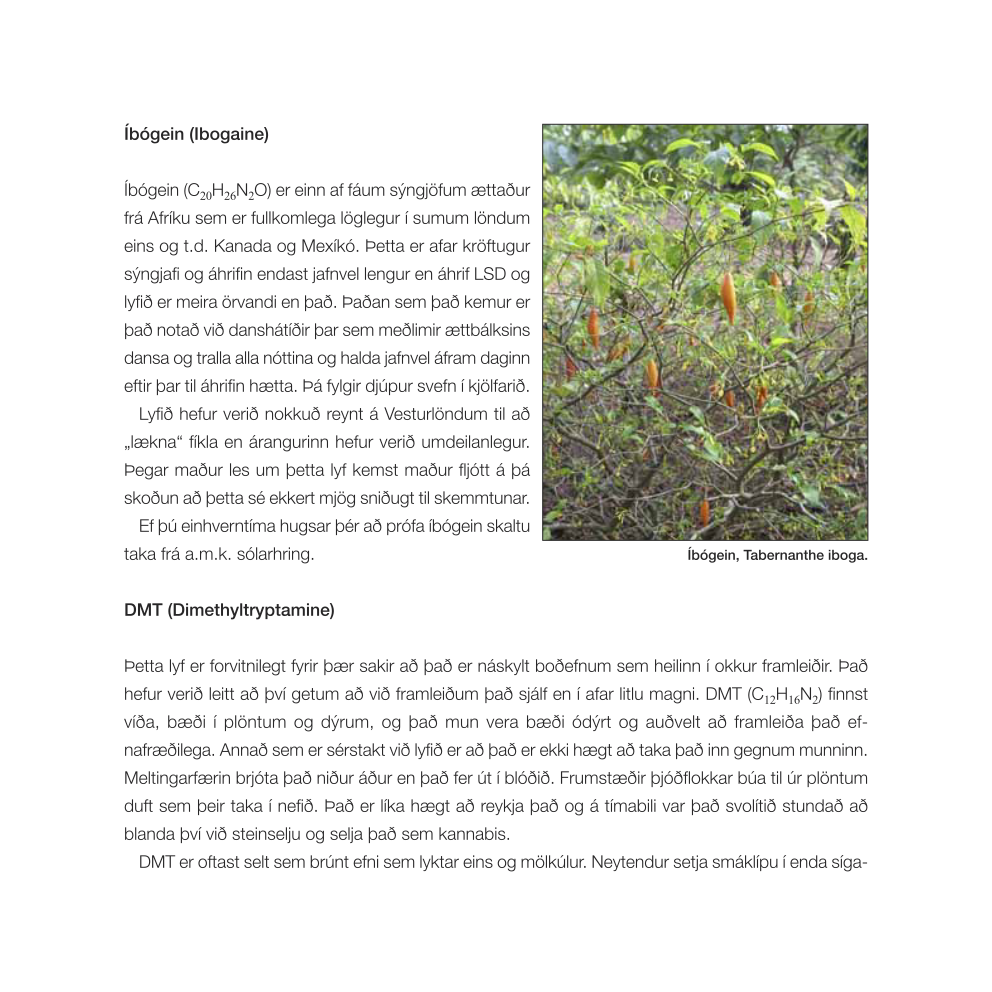 Íbógein (Ibogaine)
Íbógein (C20H26N2O) er einn af fáum sýngjöfum ættaður
frá Afríku sem er fullkomlega löglegur í sumum löndum
eins og t.d. Kanada og Mexíkó. Þetta er afar kröftugur
sýngjafi og áhrifin endast jafnvel lengur en áhrif LSD og
lyfið er meira örvandi en það. Þaðan sem það kemur er
það notað við danshátíðir þar sem meðlimir ættbálksins
dansa og tralla alla nóttina og halda jafnvel áfram daginn
eftir þar til áhrifin hætta. Þá fylgir djúpur svefn í kjölfarið.
Lyfið hefur verið nokkuð reynt á Vesturlöndum til að
„lækna“ fíkla en árangurinn hefur verið umdeilanlegur.
Þegar maður les um þetta lyf kemst maður fljótt á þá
skoðun að þetta sé ekkert mjög sniðugt til skemmtunar.
Ef þú einhverntíma hugsar þér að prófa íbógein skaltu
taka frá a.m.k. sólarhring.
Íbógein, Tabernanthe iboga.
DMT (Dimethyltryptamine)
Þetta lyf er forvitnilegt fyrir þær sakir að það er náskylt boðefnum sem heilinn í okkur framleiðir. Það
hefur verið leitt að því getum að við framleiðum það sjálf en í afar litlu magni. DMT (C12H16N2) finnst
víða, bæði í plöntum og dýrum, og það mun vera bæði ódýrt og auðvelt að framleiða það ef-
nafræðilega. Annað sem er sérstakt við lyfið er að það er ekki hægt að taka það inn gegnum munninn.
Meltingarfærin brjóta það niður áður en það fer út í blóðið. Frumstæðir þjóðflokkar búa til úr plöntum
duft sem þeir taka í nefið. Það er líka hægt að reykja það og á tímabili var það svolítið stundað að
blanda því við steinselju og selja það sem kannabis.
DMT er oftast selt sem brúnt efni sem lyktar eins og mölkúlur. Neytendur setja smáklípu í enda síga-